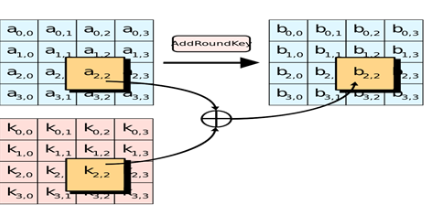 a0,0 a0,1 a0,2 a0,3
a1,0 a1,1 a1,2 a1,3
a2,0 a2, a2,2 2,3
a3,0 a3,1 a3,2 a3,3
AddRoundKey
b0,0 b0,1 b0,2 b0,3
b1,0 b1,1 b1,2 b1,3
b2,0 b2, b2,2 2,3
b3,0 b3,1 b3,2 b3,3
k0,0 k0,1 k0,2 k0,3
k1,0 k1,1 k1,2 k1,3
k2,0 k2, k2,2 2,3
k3,0 k3,1 k3,2 k3,3